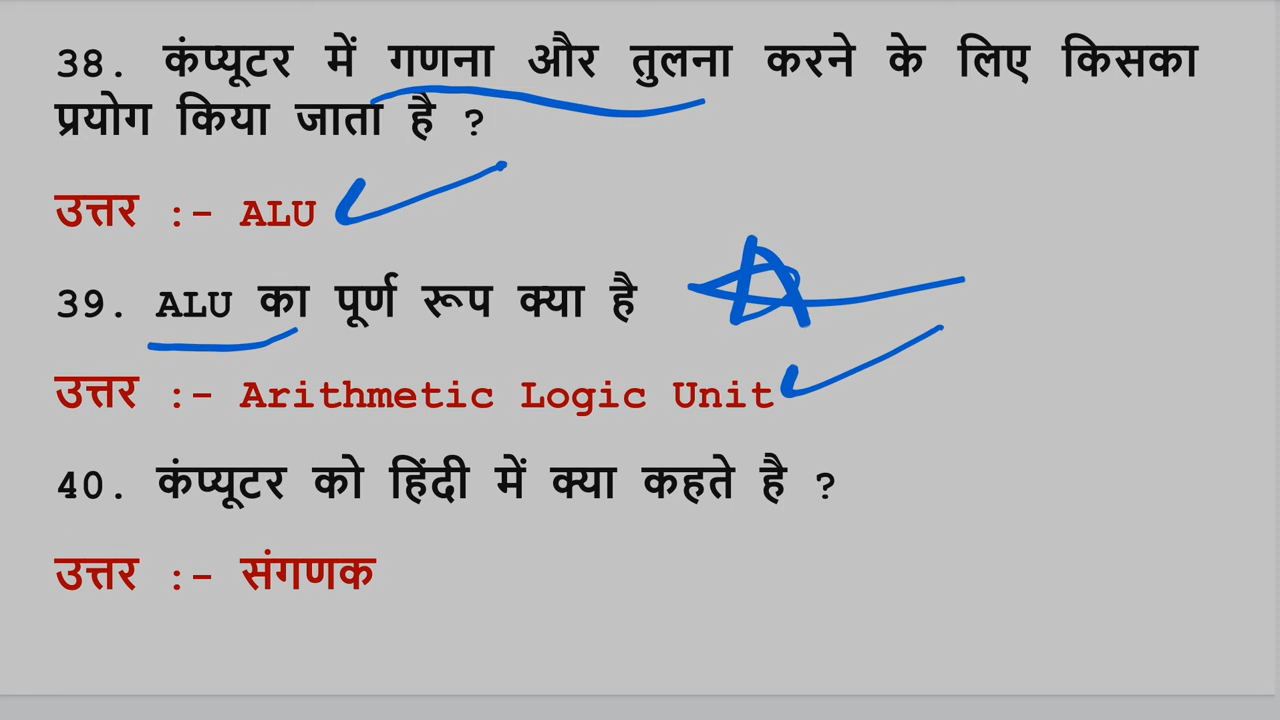 38. कंप्यूटर में गणना और तुलना करने के लिए किसका
प्रयोग किया जाता है ?
उत्तर :- ALU
39. ALU का पूर्ण रूप क्या है
उत्तर :- Arithmetic Logic Unit
40. कंप्यूटर को हिंदी में क्या कहते है ?
उत्तर :- संगणक